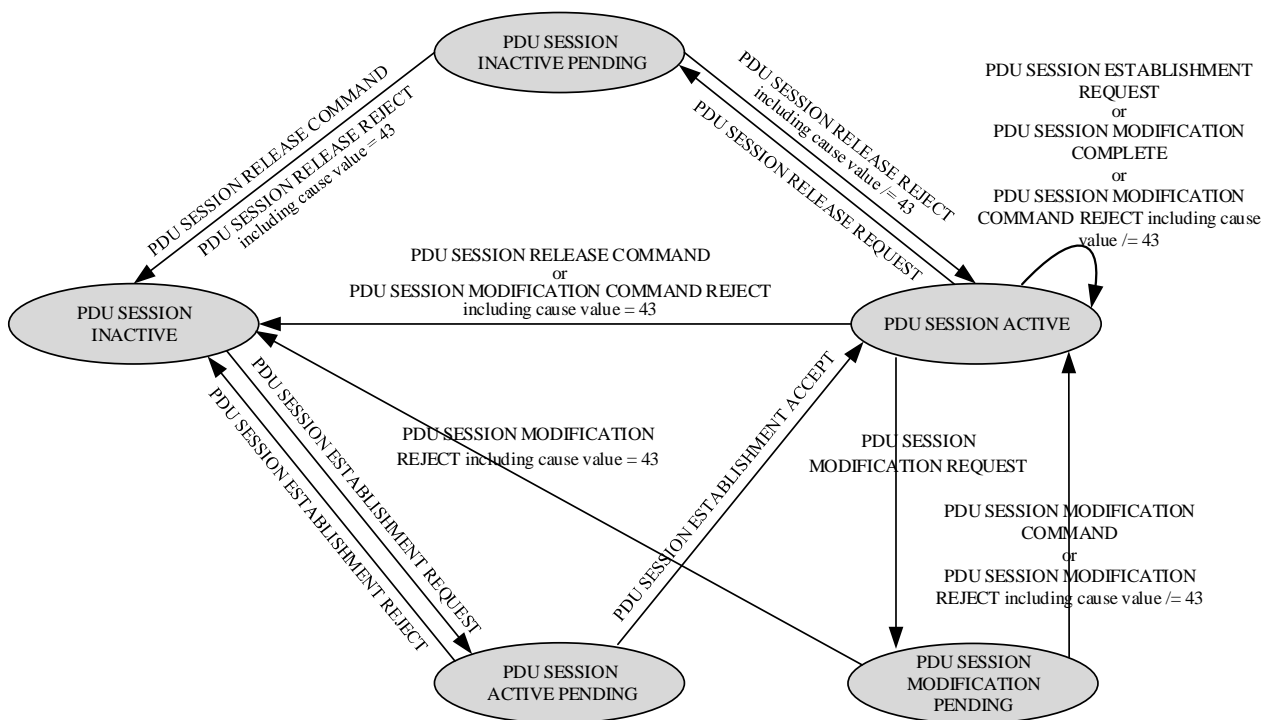 PDU SESSION
INACTIVE PENDING
PDU SESSION RELEASE COMMAND
PDU SESSION RELEASE REJECT
including cause value = 43
PDU SESSION RELEASE REJECT
including cause value /= 43
PDU SESSION RELEASE REQUEST
PDU SESSION ESTABLISHMENT
REQUEST
or
PDU SESSION MODIFICATION
COMPLETE
or
PDU SESSION MODIFICATION
COMMAND REJECT including cause
value /= 43
PDU SESSION RELEASE COMMAND
or
PDU SESSION MODIFICATION COMMAND REJECT
including cause value = 43
PDU SESSION
INACTIVE
PDU SESSION ACTIVE
PDU SESSION ESTABLISHMENT REQUEST
PDU SESSION ESTABLISHMENT REJECT
PDU SESSION MODIFICATION
REJECT including cause value = 43
PDU SESSION ESTABLISHMENT ACCEPT
PDU SESSION
MODIFICATION REQUEST
PDU SESSION MODIFICATION
COMMAND
or
PDU SESSION MODIFICATION
REJECT including cause value /= 43
PDU SESSION
ACTIVE PENDING
PDU SESSION
MODIFICATION
PENDING